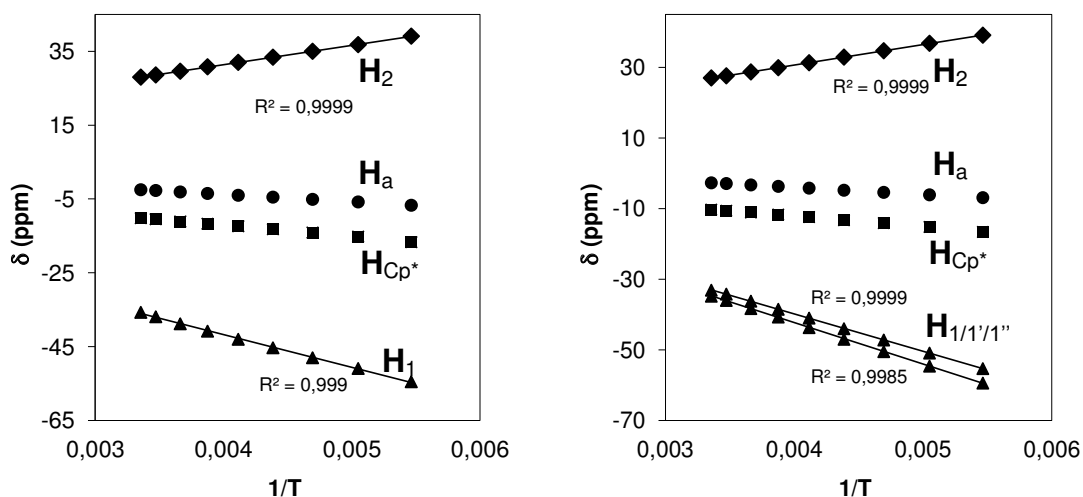 35
H2
R² = 0,9999
15
Ha
-5
δ (ppm)
HCp*
-25
-45
H1
R² = 0,999
-65
0,003
0,004
0,005
0,006
1/T
30
H2
R² = 0,9999
10
Ha
-10
δ (ppm)
HCp*
-30
R² = 0,9999
H1/1'/1''
-50
R² = 0,9985
-70
0,003
0,004
0,005
0,006
1/T